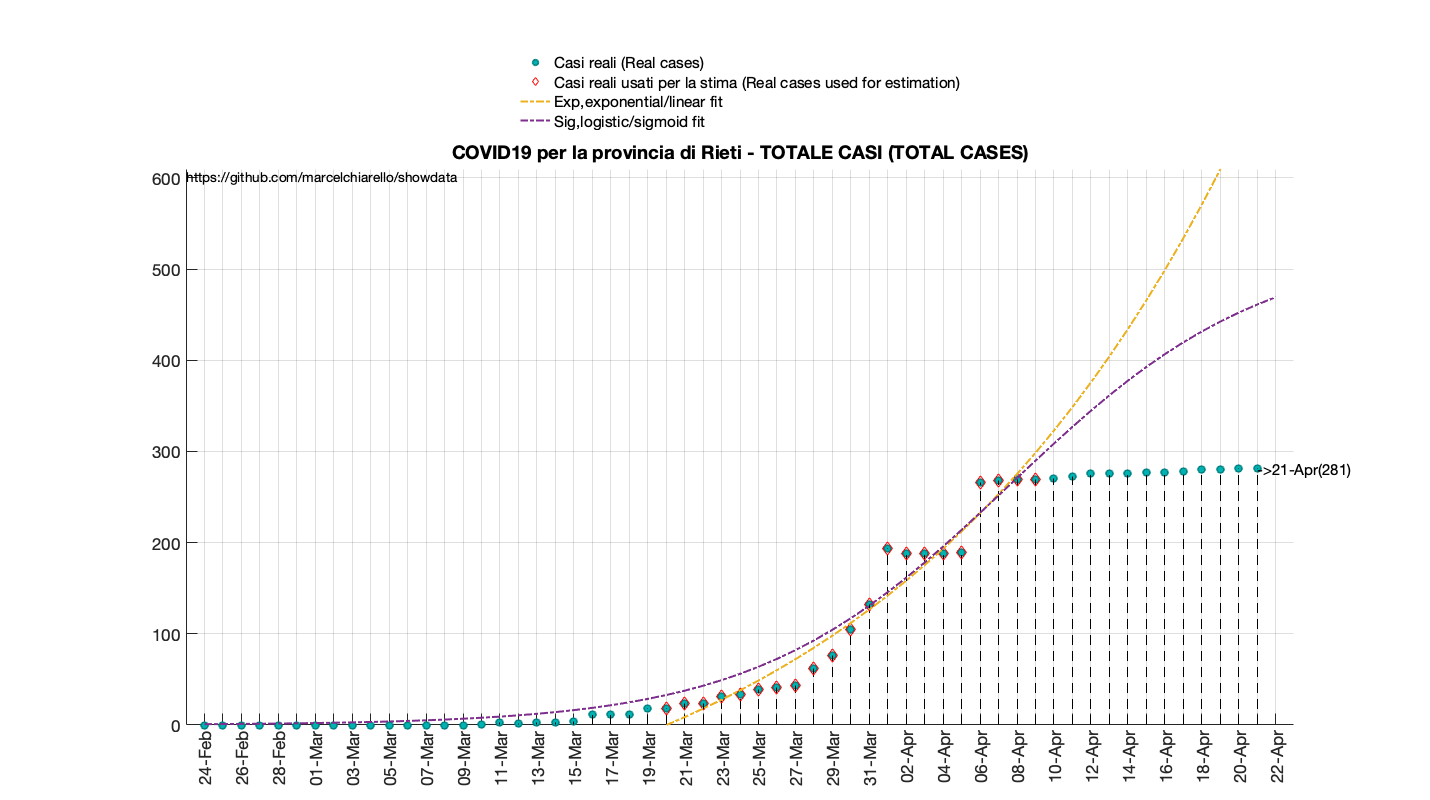 Casi reali (Real cases)
Casi reali usati per la stima (Real cases used for estimation)
Exp,exponential/linear fit
Sig,logistic/sigmoid fit
COVID19 per la provincia di Rieti - TOTALE CASI (TOTAL CASES)
https://github.com/marcelchiarello/showdata
600
500
400
300
200
100
0
->21-Apr(281)
24-Feb
26-Feb
28-Feb
01-Mar
03-Mar
05-Mar
07-Mar
09-Mar
11-Mar
13-Mar
15-Mar
17-Mar
19-Mar
21-Mar
23-Mar
25-Mar
27-Mar
29-Mar
31-Mar
02-Apr
04-Apr
06-Apr
08-Apr
10-Apr
12-Apr
14-Apr
16-Apr
18-Apr
20-Apr
22-Apr